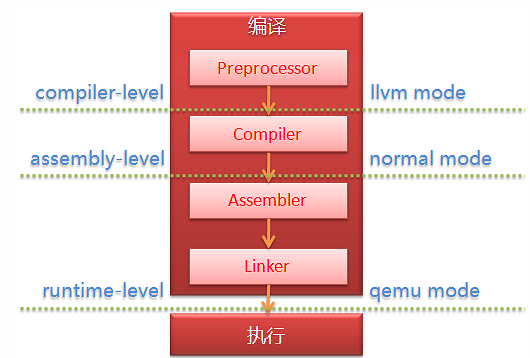 编译
Preprocessor
compiler-level
llvm mode
Compiler
assembly-level
normal mode
Assembler
Linker
runtime-level
qemu mode
执行